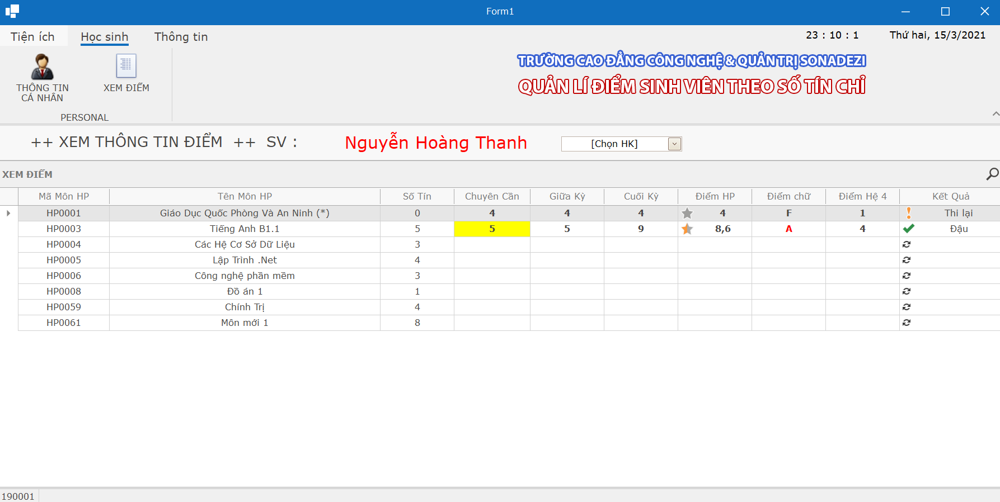 Form1
Tiện ích Học sinh Thông tin 23 : 10 : 1 Thứ hai, 15/3/2021
TRƯỜNG CAO ĐẲNG CÔNG NGHỆ & QUẢN TRỊ SONADEZI
QUẢN LÍ ĐIỂM SINH VIÊN THEO SỐ TÍN CHỈ
THÔNG TIN
CÁ NHÂN
XEM ĐIỂM
PERSONAL
++ XEM THÔNG TIN ĐIỂM ++ SV : Nguyễn Hoàng Thanh [Chọn HK]
XEM ĐIỂM
Mã Môn HP Tên Môn HP Số Tín Chuyên Cần Giữa Kỳ Cuối Kỳ Điểm HP Điểm chữ Điểm Hệ 4 Kết Quả
HP0001 Giáo Dục Quốc Phòng Và An Ninh (*) 0 4 4 4 4 F 1 Thi lại
HP0003 Tiếng Anh B1.1 5 5 5 9 8,6 A 4 Đậu
HP0004 Các Hệ Cơ Sở Dữ Liệu 3
HP0005 Lập Trình .Net 4
HP0006 Công nghệ phần mềm 3
HP0008 Đồ án 1 1
HP0059 Chính Trị 4
HP0061 Môn mới 1 8
190001